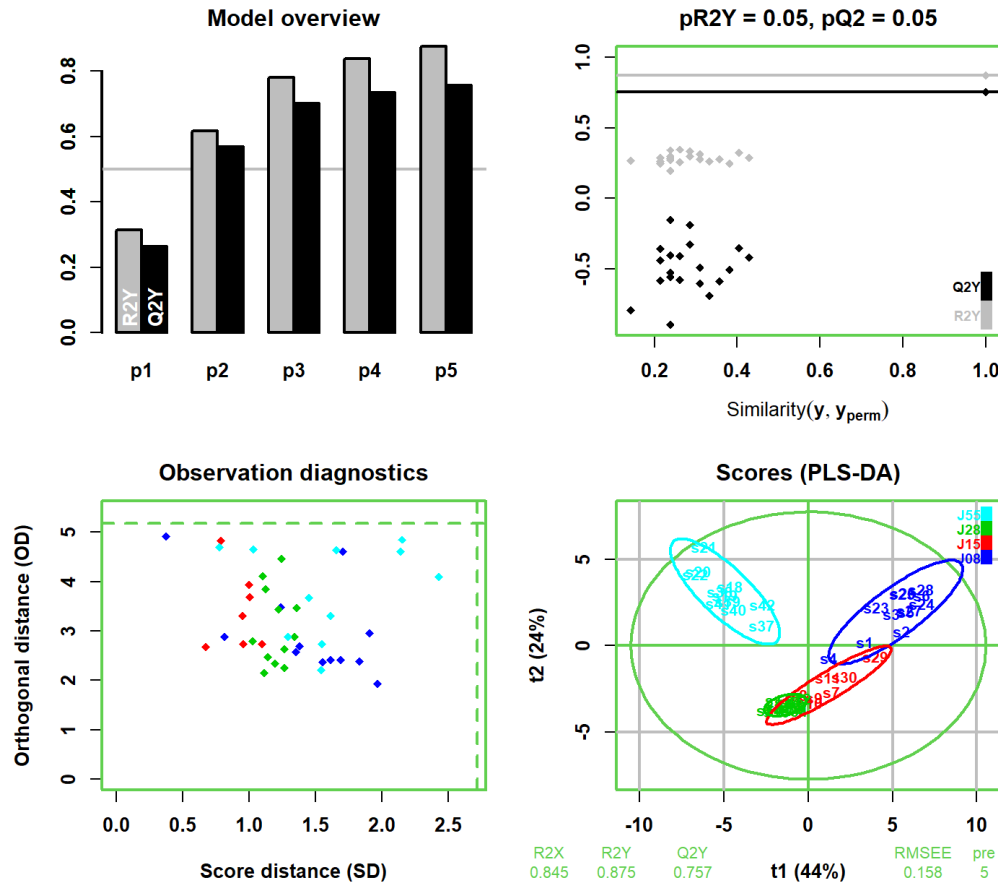 Model overview
0.8
0.6
0.4
0.2
0.0
R2Y
Q2Y
p1 p2 p3 p4 p5
pR2Y = 0.05, pQ2 = 0.05
1.0
0.5
0.0
-0.5
Q2Y
R2Y
0.2 0.4 0.6 0.8 1.0
Similarity(y, yperm)
Observation diagnostics
Orthogonal distance (OD)
5
4
3
2
1
0
0.0 0.5 1.0 1.5 2.0 2.5
Score distance (SD)
Scores (PLS-DA)
t2 (24%)
5
0
-5
J55
J28
J15
J08
s21
s18
s42
s40
s37
s28
s24
s23
s2
s1
s4
s29
s30
s7
-10 -5 0 5 10
R2X R2Y Q2Y RMSEE pre
0.845 0.875 0.757 t1 (44%) 0.158 5